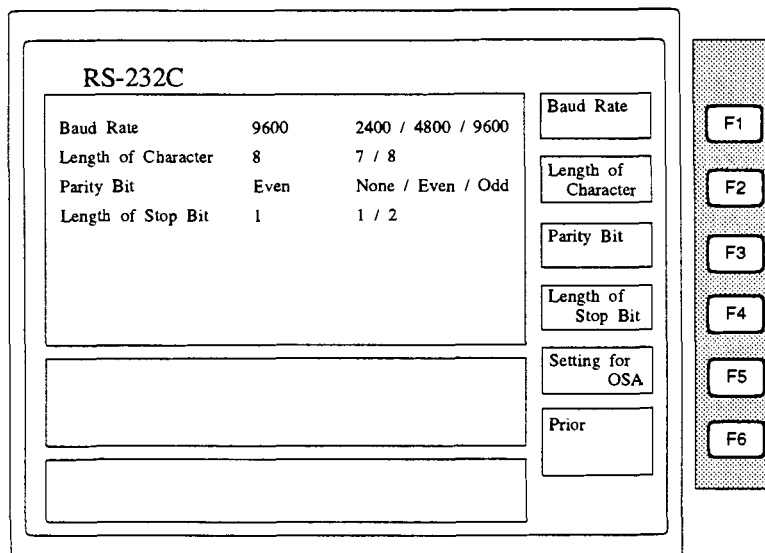 RS-232C
Baud Rate 9600 2400 / 4800 / 9600
Length of Character 8 7 / 8
Parity Bit Even None / Even / Odd
Length of Stop Bit 1 1 / 2
Baud Rate
Length of
Character
Parity Bit
Length of
Stop Bit
Setting for
OSA
Prior
F1
F2
F3
F4
F5
F6